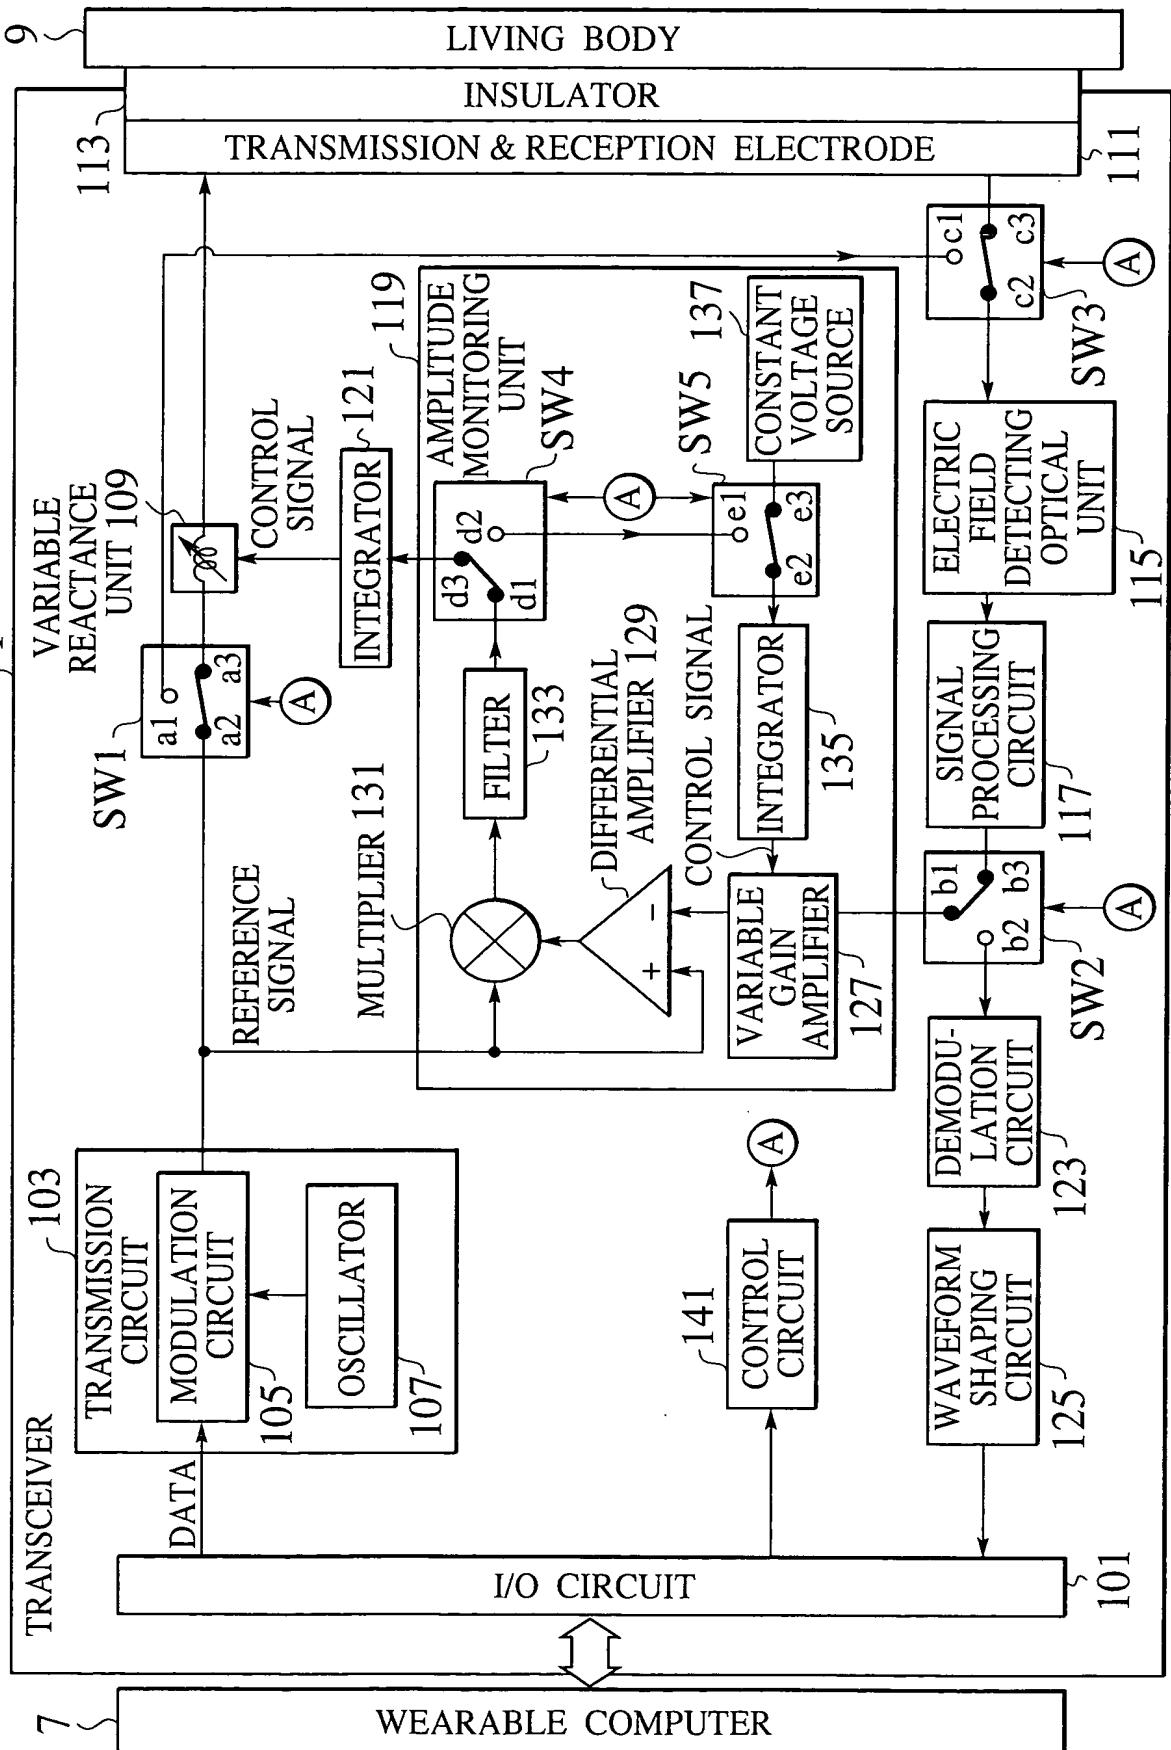 TRANSCEIVER
7
WEARABLE COMPUTER
I/O CIRCUIT
101
DATA
TRANSMISSION
CIRCUIT
103
MODULATION
CIRCUIT
105
OSCILLATOR
107
REFERENCE
SIGNAL
SW1
a1
a2
a3
A
VARIABLE
REACTANCE
UNIT 109
CONTROL
SIGNAL
INTEGRATOR
121
113
INSULATOR
TRANSMISSION & RECEPTION ELECTRODE
111
9
LIVING BODY
119
AMPLITUDE
MONITORING
UNIT
MULTIPLIER 131
FILTER
133
d3
d2
d1
SW4
A
DIFFERENTIAL
AMPLIFIER 129
+
−
CONTROL SIGNAL
VARIABLE
GAIN
AMPLIFIER
127
INTEGRATOR
135
SW5
e1
e2
e3
137
CONSTANT
VOLTAGE
SOURCE
141
CONTROL
CIRCUIT
A
WAVEFORM
SHAPING
CIRCUIT
125
DEMODU-
LATION
CIRCUIT
123
b1
b2
b3
SW2
A
SIGNAL
PROCESSING
CIRCUIT
117
ELECTRIC
FIELD
DETECTING
OPTICAL
UNIT
115
c1
c2
c3
SW3
A